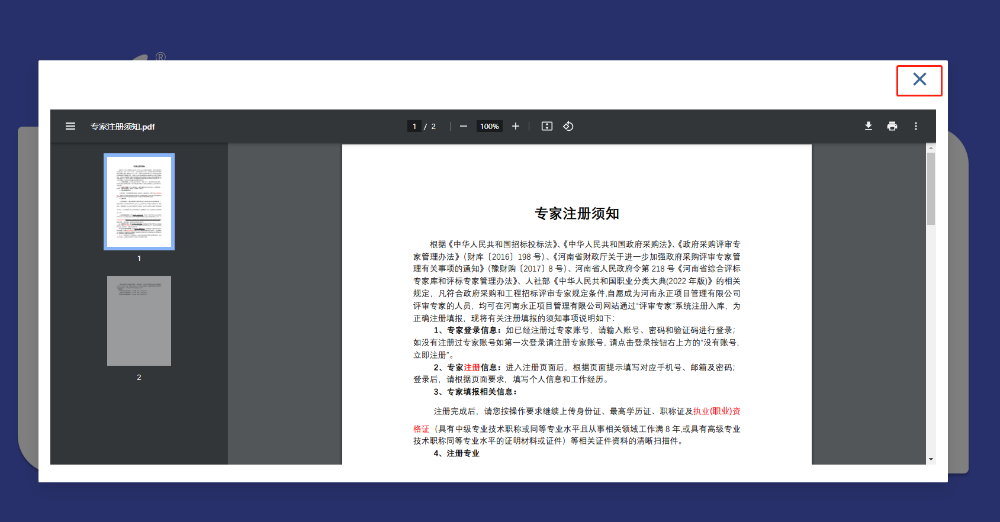 ®
专家注册须知.pdf
1 / 2
100%
1
2
专家注册须知
根据《中华人民共和国招标投标法》、《中华人民共和国政府采购法》、《政府采购评审专
家管理办法》（财库〔2016〕198 号）、《河南省财政厅关于进一步加强政府采购评审专家管
理有关事项的通知》（豫财购〔2017〕8 号）、河南省人民政府令第 218 号《河南省综合评标
专家库和评标专家管理办法》、人社部《中华人民共和国职业分类大典(2022 年版)》的相关
规定，凡符合政府采购和工程招标评审专家规定条件,自愿成为河南永正项目管理有限公司
评审专家的人员，均可在河南永正项目管理有限公司网站通过“评审专家”系统注册入库，为
正确注册填报，现将有关注册填报的须知事项说明如下：
1、专家登录信息：如已经注册过专家账号，请输入账号、密码和验证码进行登录；
如没有注册过专家账号如第一次登录请注册专家账号, 请点击登录按钮右上方的“没有账号,
立即注册”。
2、专家注册信息：进入注册页面后，根据页面提示填写对应手机号、邮箱及密码；
登录后，请根据页面要求，填写个人信息和工作经历。
3、专家填报相关信息：
注册完成后，请您按操作要求继续上传身份证、最高学历证、职称证及执业(职业)资
格证（具有中级专业技术职称或同等专业水平且从事相关领域工作满 8 年,或具有高级专业
技术职称同等专业水平的证明材料或证件）等相关证件资料的清晰扫描件。
4、注册专业